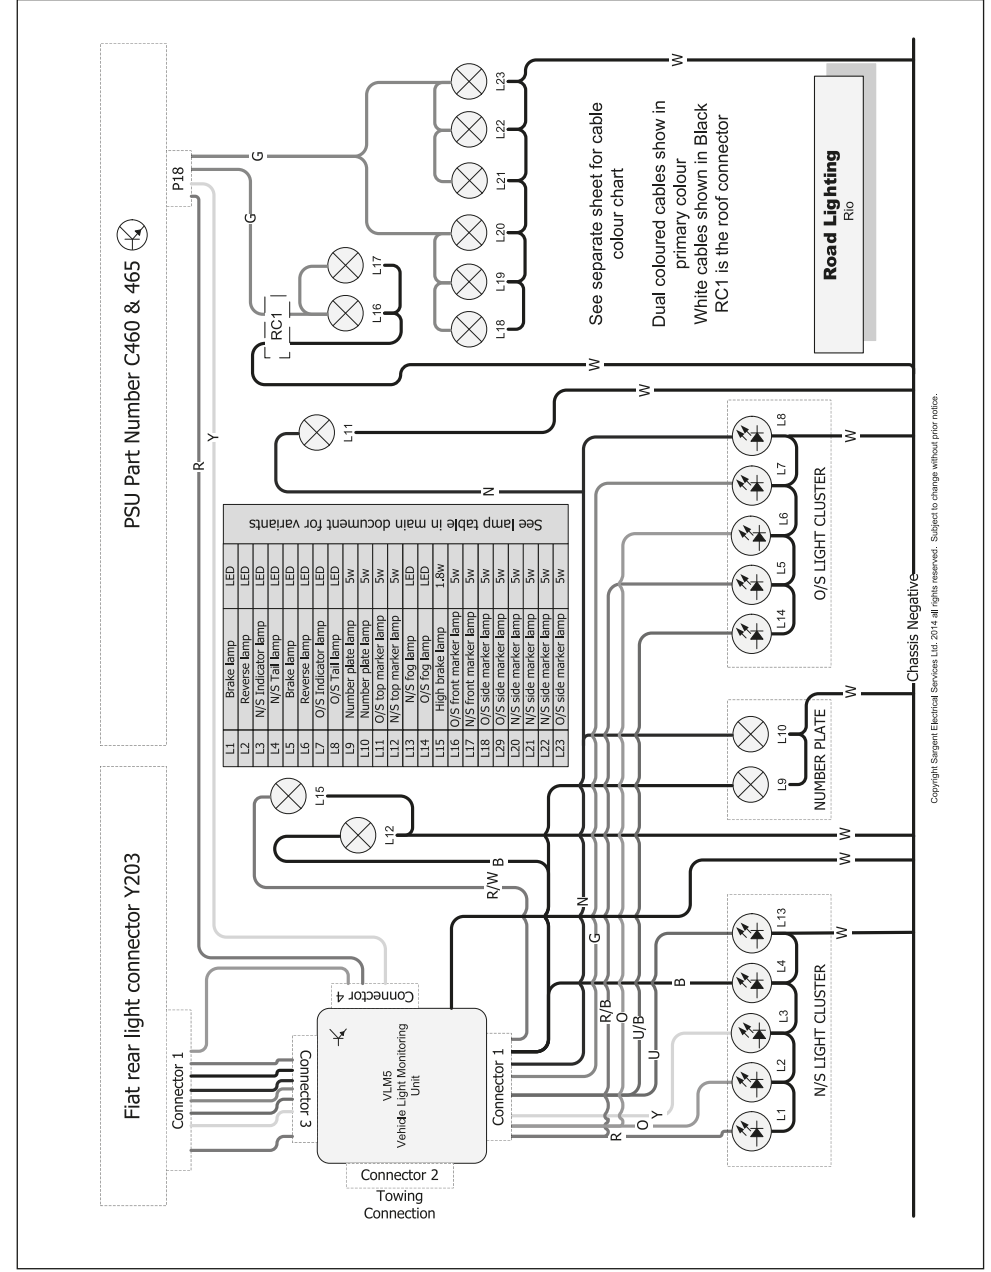 Fiat rear light connector Y203
PSU Part Number C460 & 465
Connector 1
P18
R
Y
G
G
RC1
L17
L16
L23
L22
L21
L20
L19
L18
W
See separate sheet for cable
colour chart
Dual coloured cables show in
primary colour
White cables shown in Black
RC1 is the roof connector
Road Lighting
Rio
W
W
L11
N
See lamp table in main document for variants
L1 Brake lamp LED
L2 Reverse lamp LED
L3 N/S Indicator lamp LED
L4 N/S Tail lamp LED
L5 Brake lamp LED
L6 Reverse lamp LED
L7 O/S Indicator lamp LED
L8 O/S Tail lamp LED
L9 Number plate lamp 5w
L10 Number plate lamp 5w
L11 O/S top marker lamp 5w
L12 N/S top marker lamp 5w
L13 N/S fog lamp LED
L14 O/S fog lamp LED
L15 High brake lamp 1.8w
L16 O/S front marker lamp 5w
L17 N/S front marker lamp 5w
L18 O/S side marker lamp 5w
L29 O/S side marker lamp 5w
L20 N/S side marker lamp 5w
L21 N/S side marker lamp 5w
L22 N/S side marker lamp 5w
L23 O/S side marker lamp 5w
L15
L12
R/W
B
Connector 4
Connector 3
VLM5
Vehicle Light Monitoring
Unit
Connector 1
Connector 2
Towing
Connection
N
G
R/B
O
U/B
U
B
Y
O
R
L8
L7
L6
L5
L14
O/S LIGHT CLUSTER
W
L10
L9
NUMBER PLATE
W
W
W
L13
L4
L3
L2
L1
N/S LIGHT CLUSTER
W
Chassis Negative
Copyright Sargent Electrical Services Ltd. 2014 all rights reserved. Subject to change without prior notice.